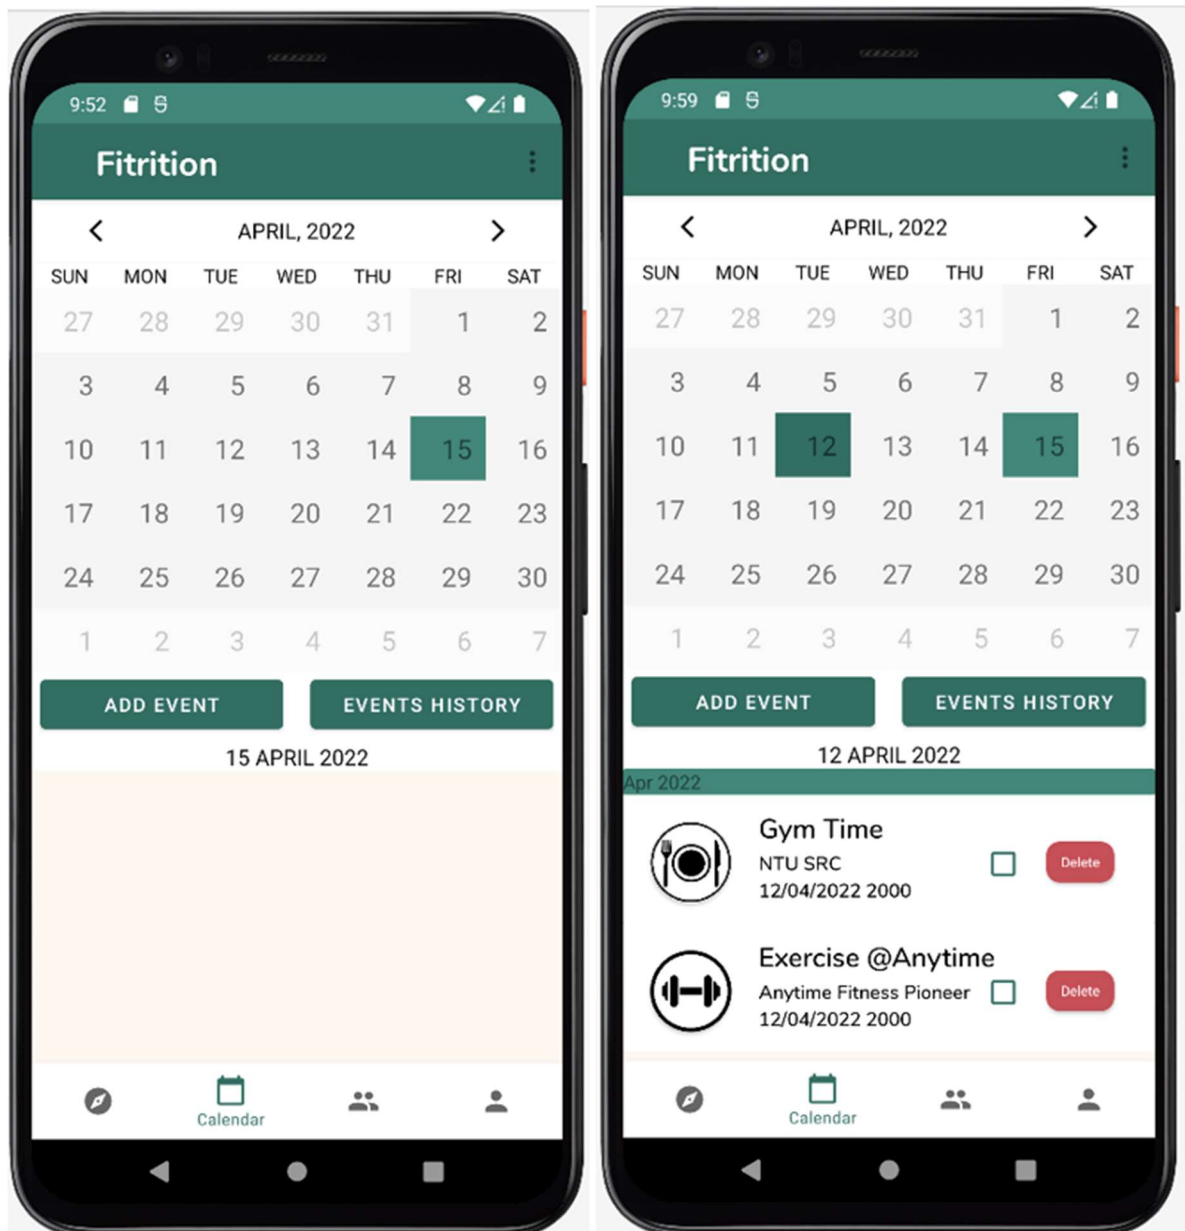 9:52
Fitrition
APRIL, 2022
SUN MON TUE WED THU FRI SAT
27 28 29 30 31 1 2
3 4 5 6 7 8 9
10 11 12 13 14 15 16
17 18 19 20 21 22 23
24 25 26 27 28 29 30
1 2 3 4 5 6 7
ADD EVENT EVENTS HISTORY
15 APRIL 2022
Calendar
9:59
Fitrition
APRIL, 2022
SUN MON TUE WED THU FRI SAT
27 28 29 30 31 1 2
3 4 5 6 7 8 9
10 11 12 13 14 15 16
17 18 19 20 21 22 23
24 25 26 27 28 29 30
1 2 3 4 5 6 7
ADD EVENT EVENTS HISTORY
12 APRIL 2022
Apr 2022
Gym Time
NTU SRC
12/04/2022 2000
Delete
Exercise @Anytime
Anytime Fitness Pioneer
12/04/2022 2000
Delete
Calendar